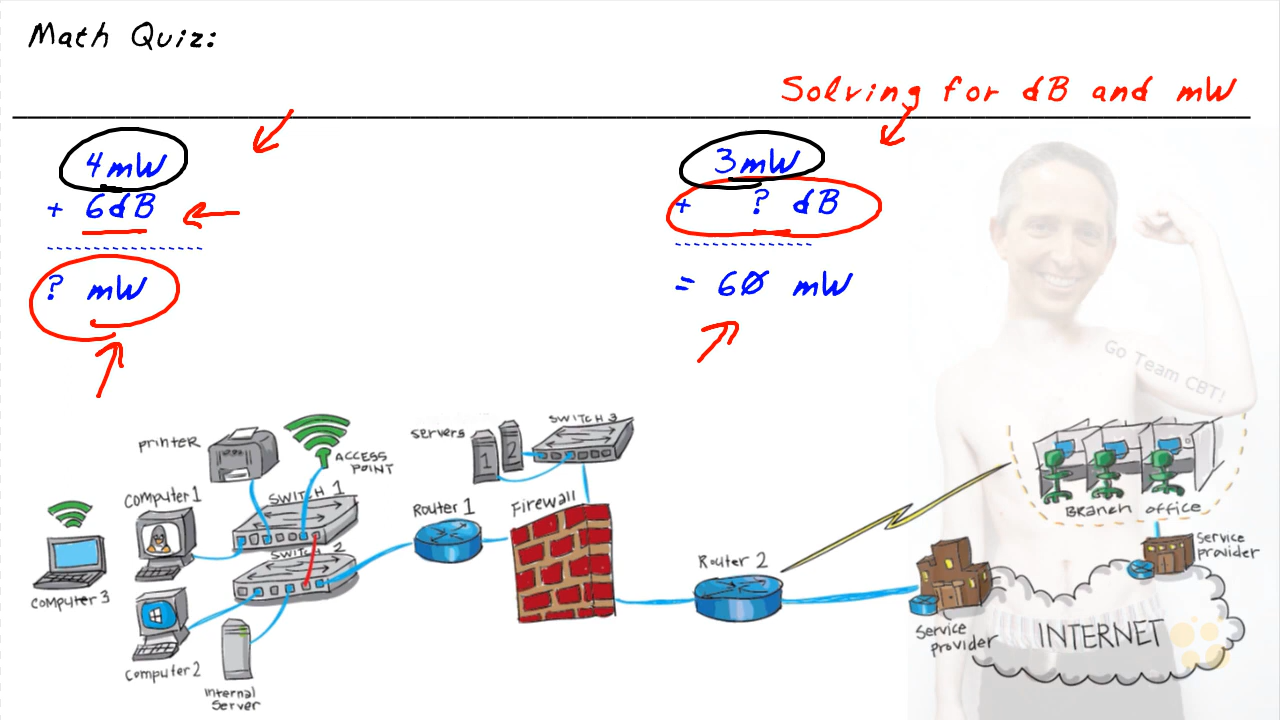 Math Quiz:
Solving for dB and mW
4mW
+ 6dB
? mW
3mW
+ ? dB
= 60 mW
Go Team CBT!
printer
ACCESS
POINT
servers
1 2
SWITCH 3
computer1
SWITCH 1
Router 1
Firewall
SWITCH 2
Branch office
computer 3
Router 2
Service
provider
computer2
Internal
Server
Service
provider
INTERNET